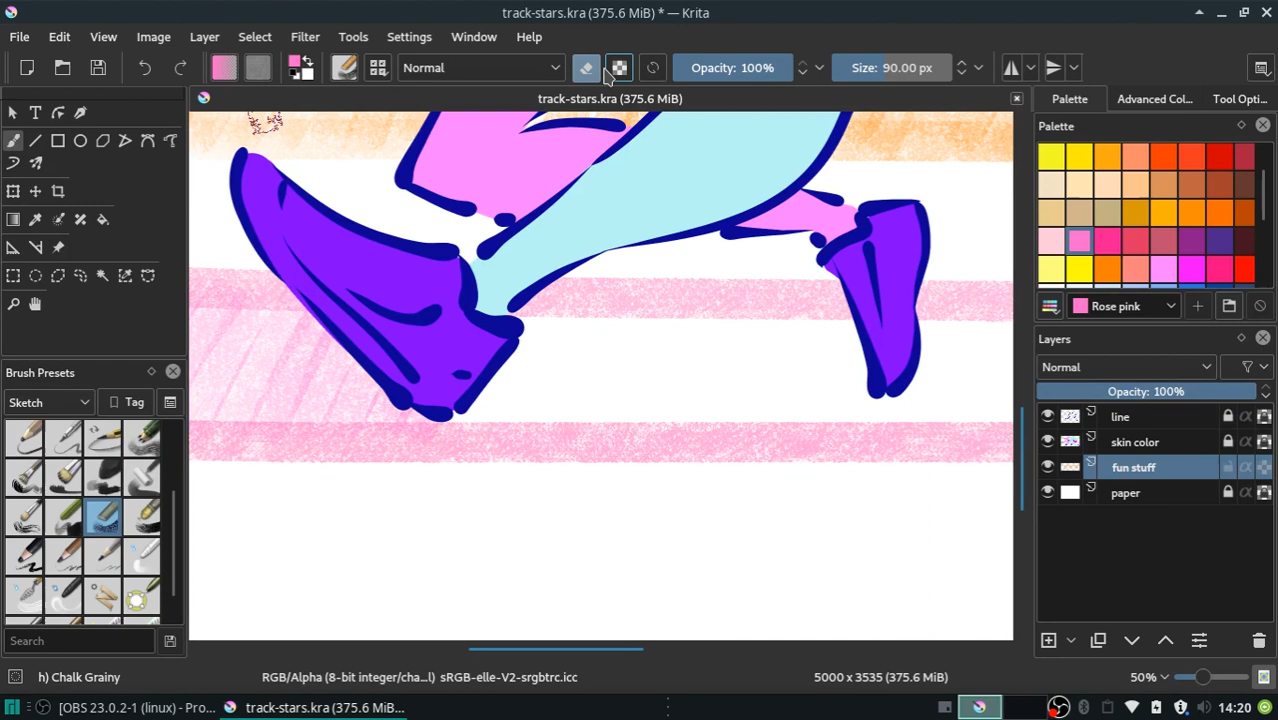 track-stars.kra (375.6 MiB) * — Krita
File Edit View Image Layer Select Filter Tools Settings Window Help
Normal
Opacity: 100%
Size: 90.00 px
track-stars.kra (375.6 MiB)
Palette Advanced Col... Tool Opti...
Palette
Rose pink
Layers
Normal
Opacity: 100%
line
skin color
fun stuff
paper
Brush Presets
Sketch
Tag
Search
h) Chalk Grainy
RGB/Alpha (8-bit integer/cha...l) sRGB-elle-V2-srgbtrc.icc
5000 x 3535 (375.6 MiB)
50%
[OBS 23.0.2-1 (linux) - Pro...
track-stars.kra (375.6 MiB...
14:20